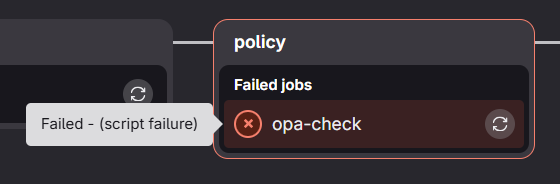 policy
Failed jobs
Failed - (script failure)
opa-check